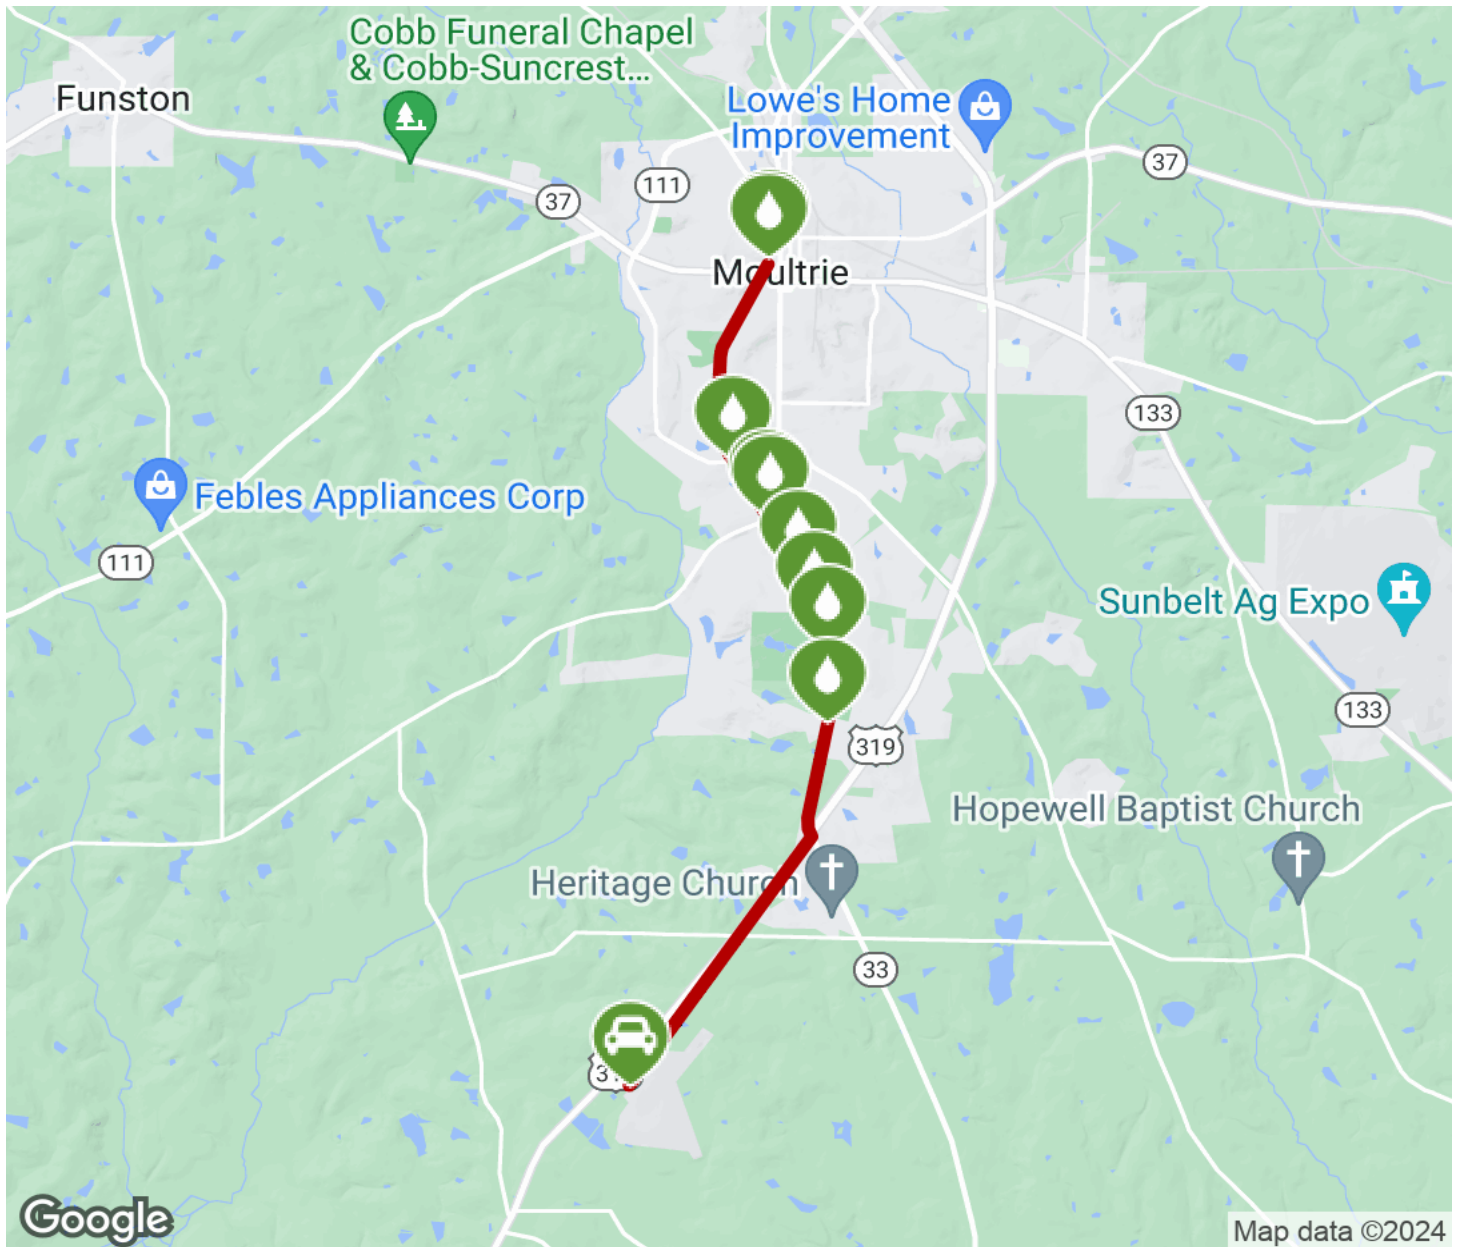 Cobb Funeral Chapel
& Cobb-Suncrest...
Funston
Lowe's Home
Improvement
37
111
37
Moultrie
133
Febles Appliances Corp
111
Sunbelt Ag Expo
133
319
Hopewell Baptist Church
Heritage Church
33
Google
Map data ©2024